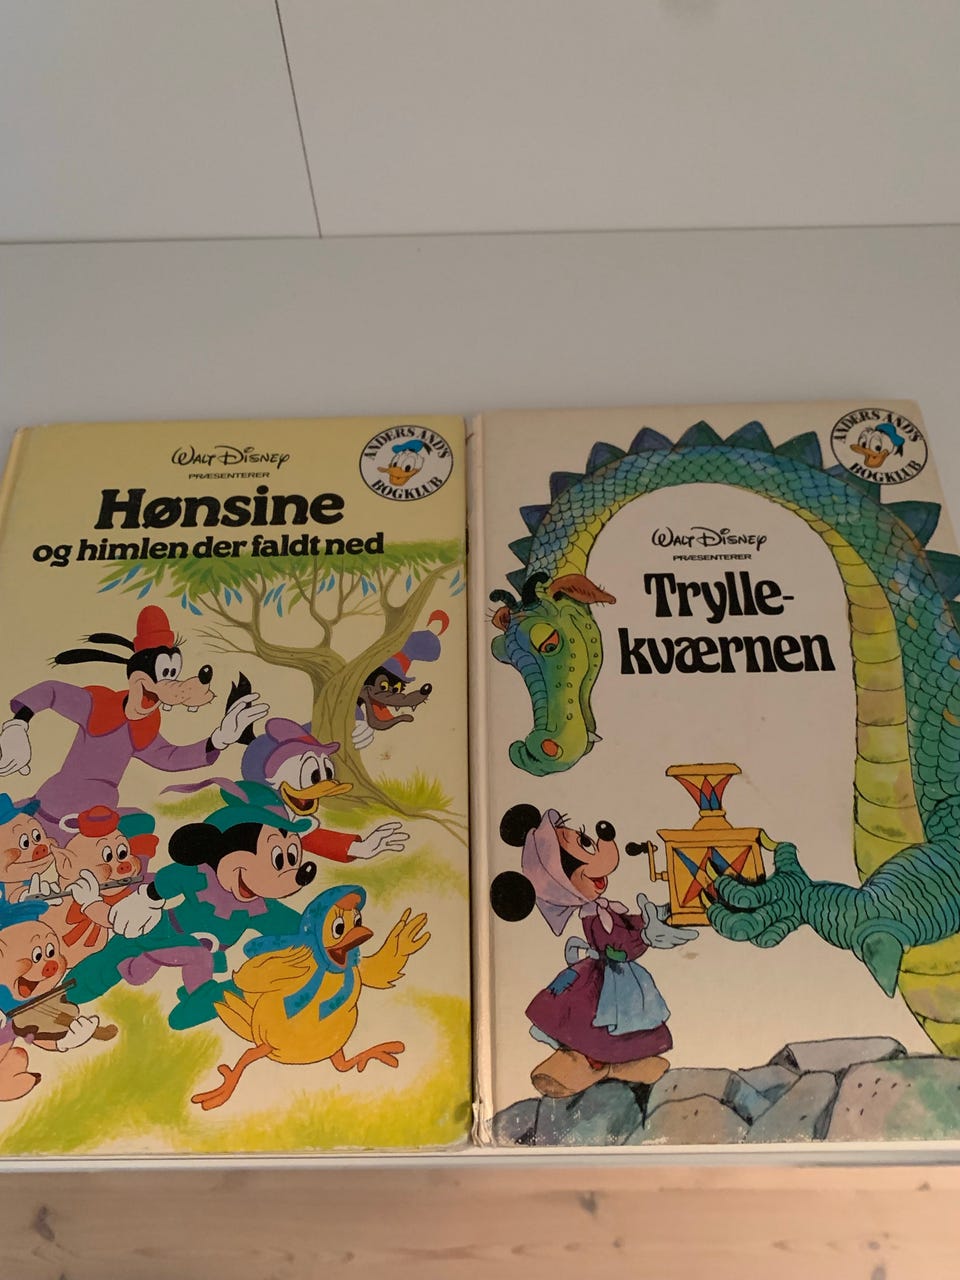 WALT DISNEY
PRÆSENTERER
Hønsine
og himlen der faldt ned
ANDERS AND'S
BOGKLUB
WALT DISNEY
PRÆSENTERER
Trylle-
kværnen
ANDERS AND'S
BOGKLUB